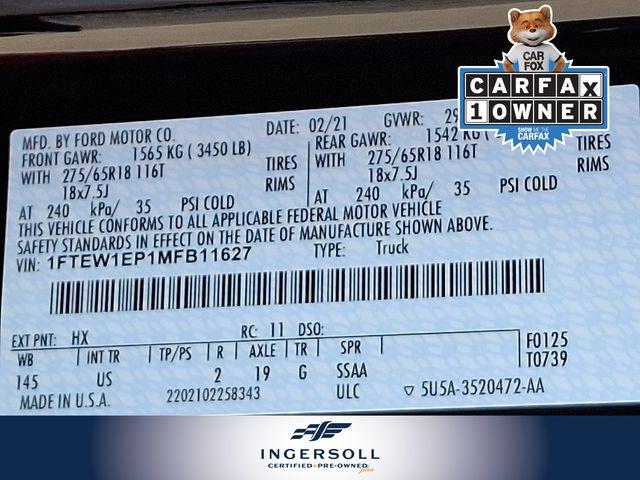 CAR
FOX
CARFAX
1 OWNER
SHOW ME THE
CARFAX
MFD. BY FORD MOTOR CO. DATE: 02/21 GVWR: 29
FRONT GAWR: 1565 KG ( 3450 LB) REAR GAWR: 1542 KG (
WITH 275/65R18 116T TIRES WITH 275/65R18 116T TIRES
18x7.5J RIMS 18x7.5J RIMS
AT 240 kPa/ 35 PSI COLD AT 240 kPa/ 35 PSI COLD
THIS VEHICLE CONFORMS TO ALL APPLICABLE FEDERAL MOTOR VEHICLE
SAFETY STANDARDS IN EFFECT ON THE DATE OF MANUFACTURE SHOWN ABOVE.
VIN: 1FTEW1EP1MFB11627 TYPE: Truck
EXT PNT: HX RC: 11 DSO:
WB INT TR TP/PS R AXLE TR SPR F0125
145 US 2 19 G SSAA T0739
2202102258343 ULC ▽ 5U5A-3520472-AA
MADE IN U.S.A.
INGERSOLL
CERTIFIED PRE-OWNED plus